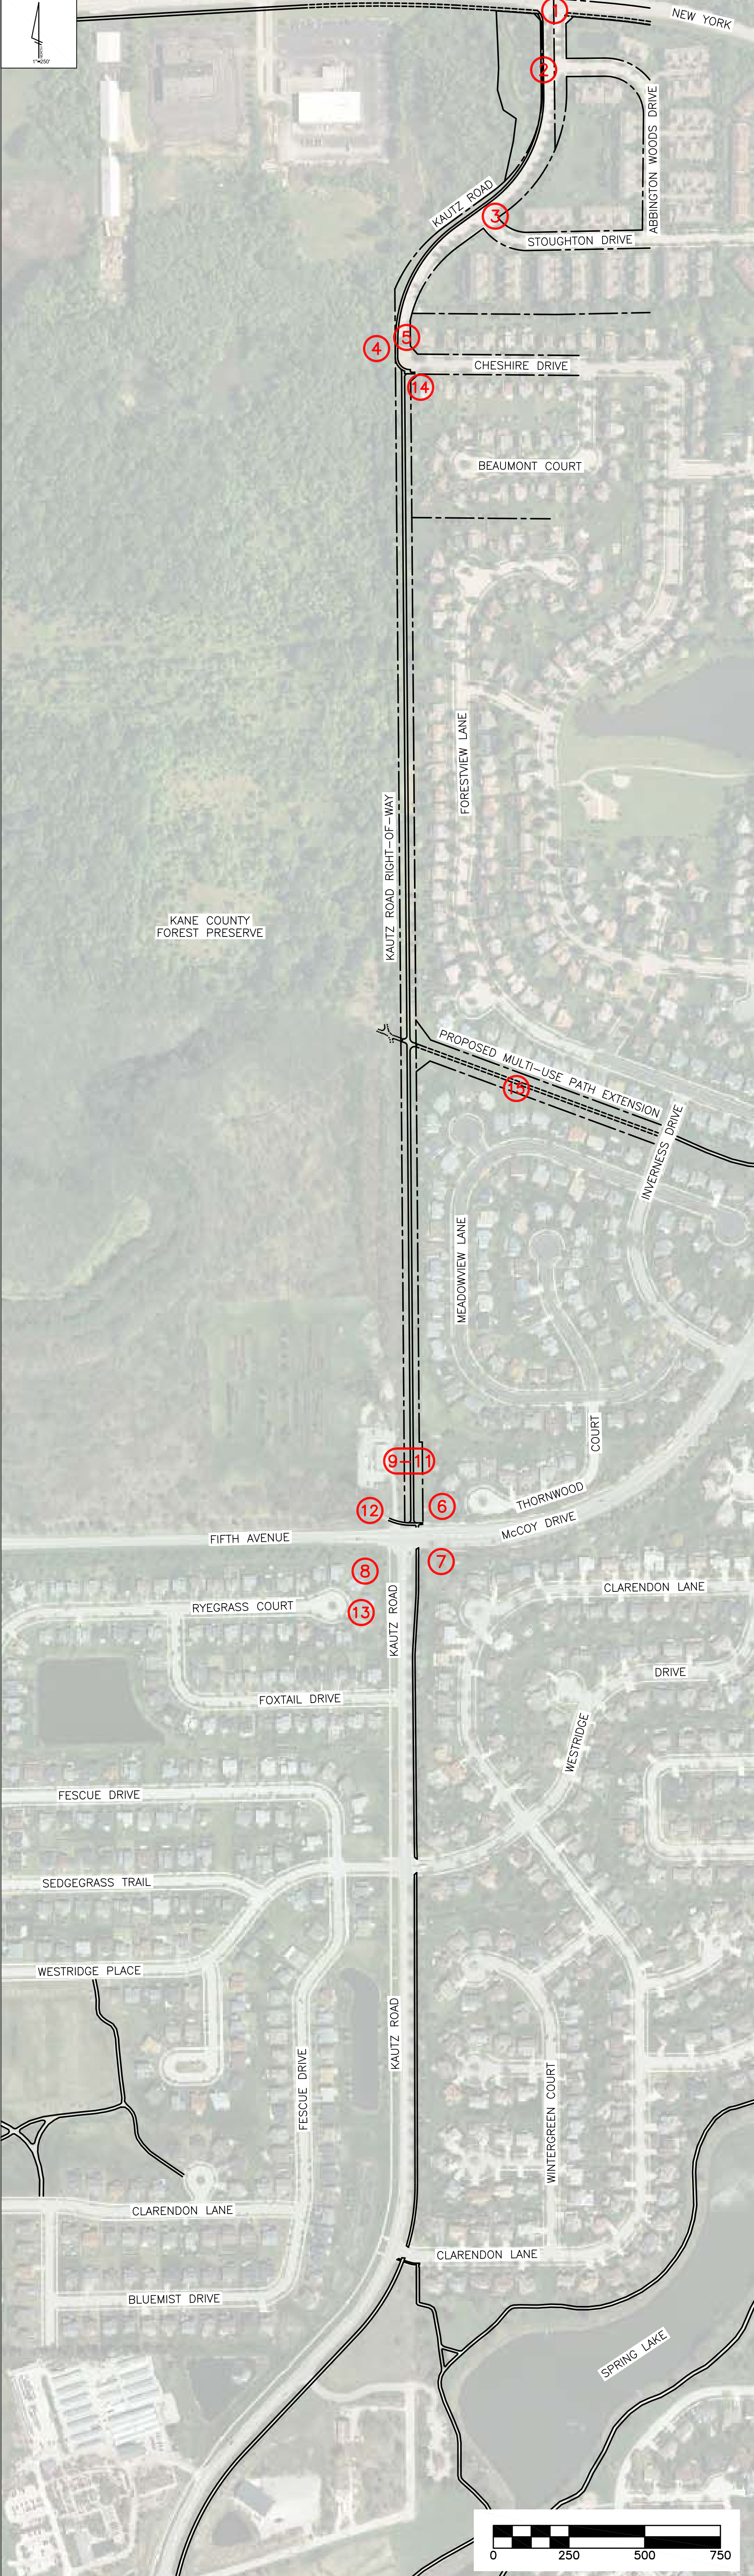 1
NEW YORK
1"=250'
2
ABBINGTON WOODS DRIVE
KAUTZ ROAD
3
STOUGHTON DRIVE
5
4
CHESHIRE DRIVE
14
BEAUMONT COURT
FORESTVIEW LANE
KAUTZ ROAD RIGHT-OF-WAY
KANE COUNTY
FOREST PRESERVE
PROPOSED MULTI-USE PATH EXTENSION
15
INVERNESS DRIVE
MEADOWVIEW LANE
COURT
9-11
THORNWOOD
12
6
McCOY DRIVE
FIFTH AVENUE
7
8
CLARENDON LANE
RYEGRASS COURT
13
KAUTZ ROAD
DRIVE
FOXTAIL DRIVE
WESTRIDGE
FESCUE DRIVE
SEDGEGRASS TRAIL
WESTRIDGE PLACE
KAUTZ ROAD
FESCUE DRIVE
WINTERGREEN COURT
CLARENDON LANE
CLARENDON LANE
BLUEMIST DRIVE
SPRING LAKE
0 250 500 750